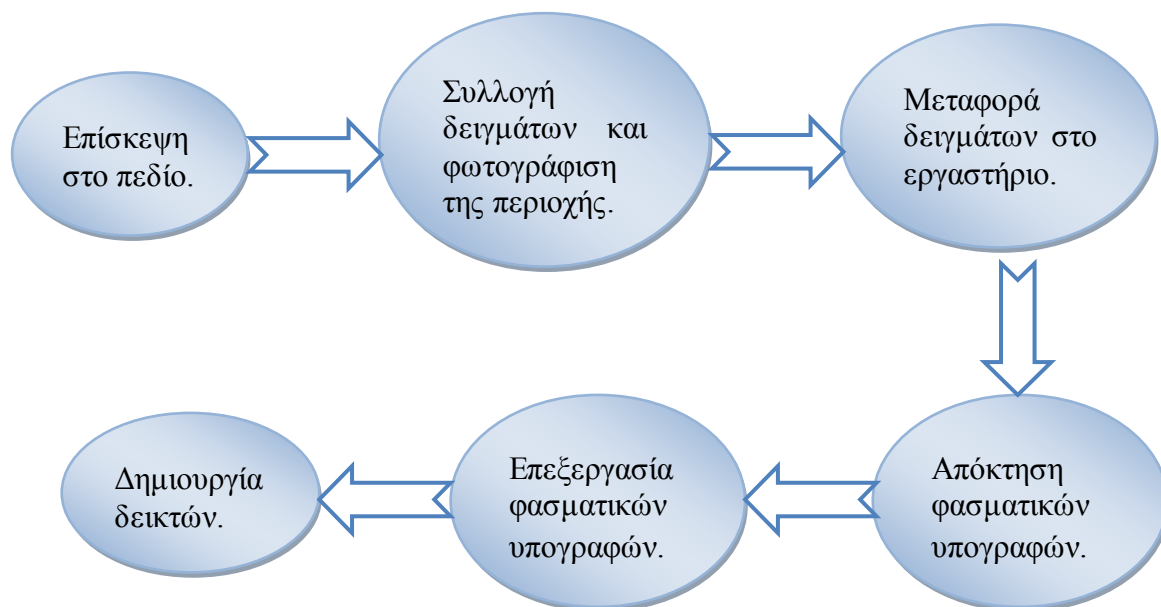 Επίσκεψη
στο πεδίο.
Συλλογή
δειγμάτων και
φωτογράφιση
της περιοχής.
Μεταφορά
δειγμάτων στο
εργαστήριο.
Απόκτηση
φασματικών
υπογραφών.
Επεξεργασία
φασματικών
υπογραφών.
Δημιουργία
δεικτών.